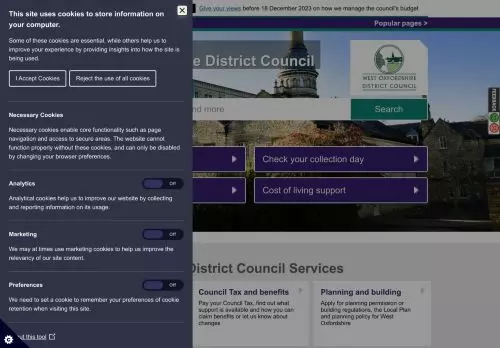 This site uses cookies to store information on
your computer.
Some of these cookies are essential, while others help us to
improve your experience by providing insights into how the site is
being used.
I Accept Cookies
Reject the use of all cookies
Necessary Cookies
Necessary cookies enable core functionality such as page
navigation and access to secure areas. The website cannot
function properly without these cookies, and can only be disabled
by changing your browser preferences.
Analytics
Off
Analytical cookies help us to improve our website by collecting
and reporting information on its usage.
Marketing
Off
We may at times use marketing cookies to help us improve the
relevancy of our site content.
Preferences
Off
We need to set a cookie to remember your preferences of cookie
retention when visiting this site.
this tool
Give your views before 18 December 2023 on how we manage the council's budget
Popular pages >
District Council
WEST OXFORDSHIRE
DISTRICT COUNCIL
nd more
Search
FEEDBACK
Check your collection day
Cost of living support
District Council Services
Council Tax and benefits
Pay your Council Tax, find out what
support is available and how you can
claim benefits or let us know about
changes
Planning and building
Apply for planning permission or
building regulations, the Local Plan
and planning policy for West
Oxfordshire